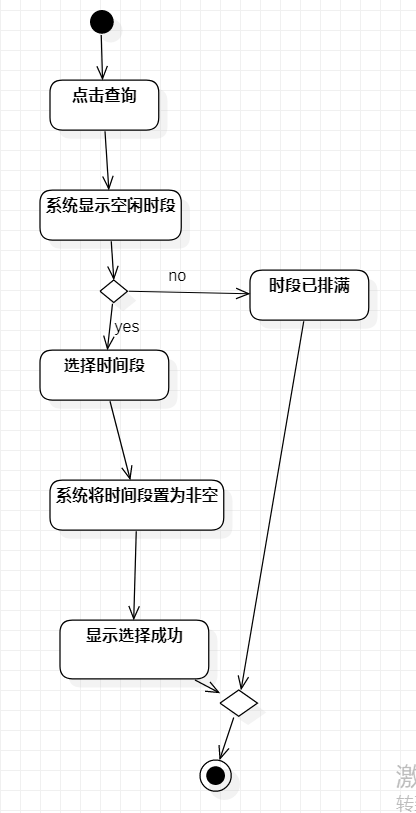 点击查询
系统显示空闲时段
no
时段已排满
yes
选择时间段
系统将时间段置为非空
显示选择成功
激